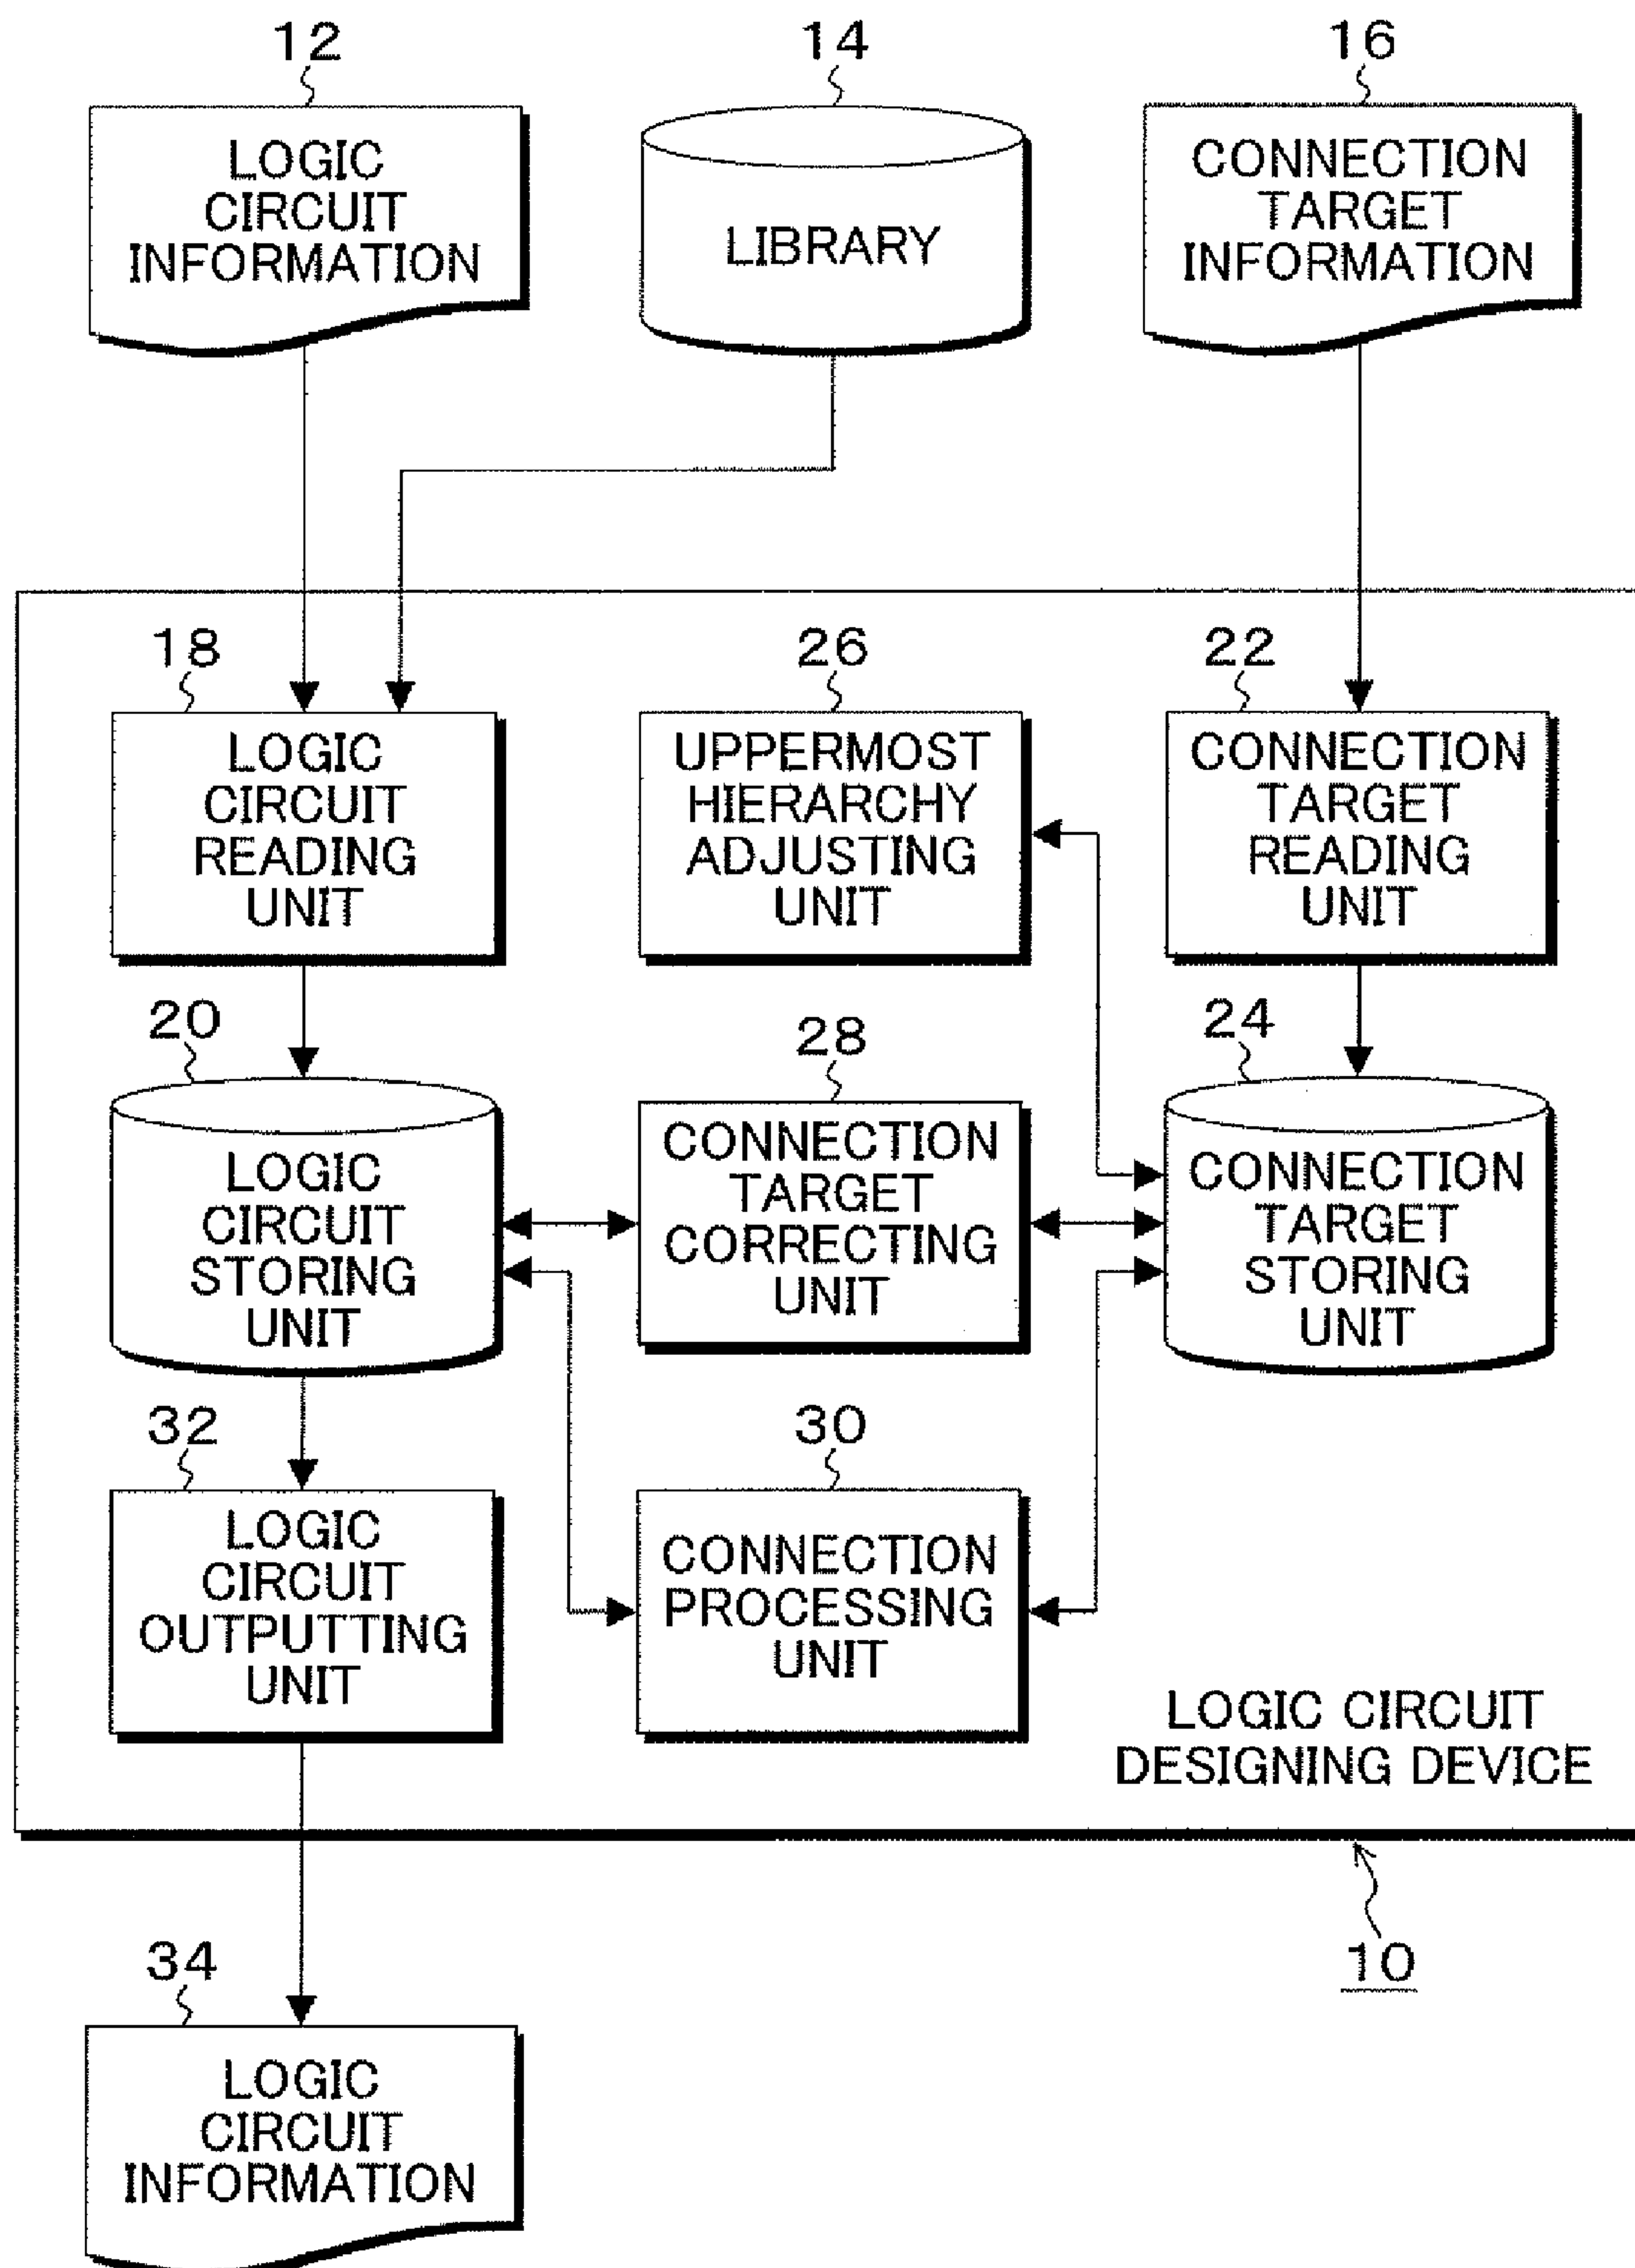 12
14
16
LOGIC
CIRCUIT
INFORMATION
LIBRARY
CONNECTION
TARGET
INFORMATION
18
26
22
LOGIC
CIRCUIT
READING
UNIT
UPPERMOST
HIERARCHY
ADJUSTING
UNIT
CONNECTION
TARGET
READING
UNIT
20
28
24
LOGIC
CIRCUIT
STORING
UNIT
CONNECTION
TARGET
CORRECTING
UNIT
CONNECTION
TARGET
STORING
UNIT
32
30
LOGIC
CIRCUIT
OUTPUTTING
UNIT
CONNECTION
PROCESSING
UNIT
LOGIC CIRCUIT
DESIGNING DEVICE
10
34
LOGIC
CIRCUIT
INFORMATION